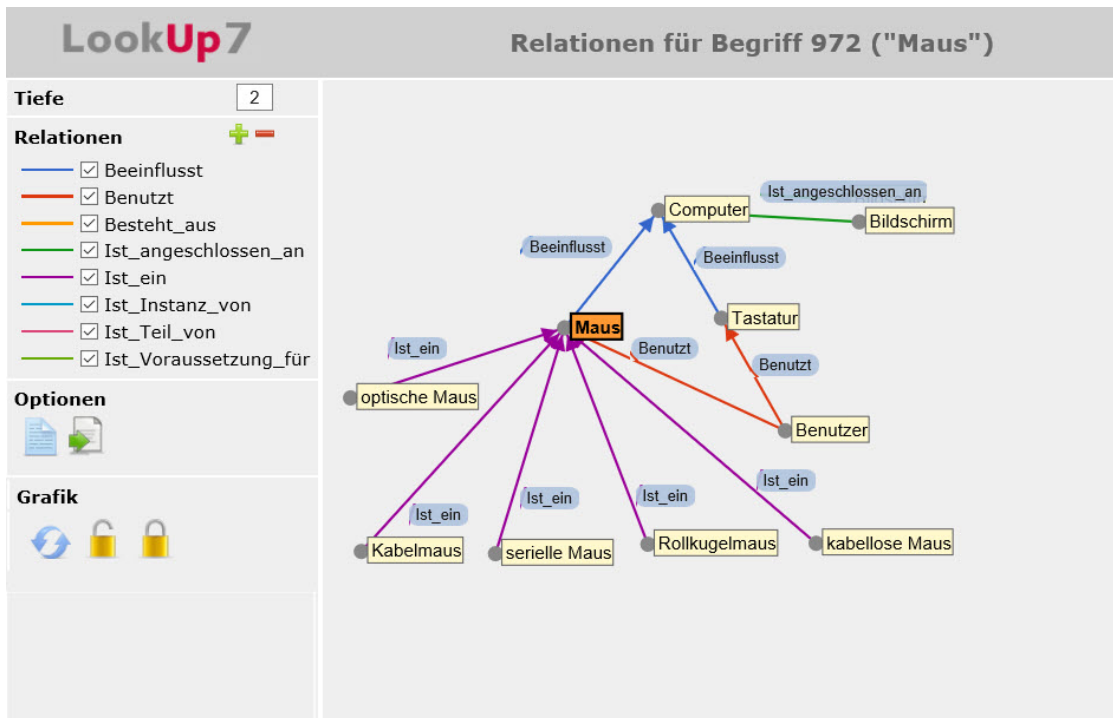 LookUp7
Relationen für Begriff 972 ("Maus")
Tiefe 2
Relationen
Beeinflusst
Benutzt
Besteht_aus
Ist_angeschlossen_an
Ist_ein
Ist_Instanz_von
Ist_Teil_von
Ist_Voraussetzung_für
Optionen
Grafik
Ist_angeschlossen_an
Computer
Bildschirm
Beeinflusst
Beeinflusst
Maus
Tastatur
Ist_ein
Benutzt
Benutzt
optische Maus
Benutzer
Ist_ein
Ist_ein
Ist_ein
Ist_ein
Kabelmaus
serielle Maus
Rollkugelmaus
kabellose Maus